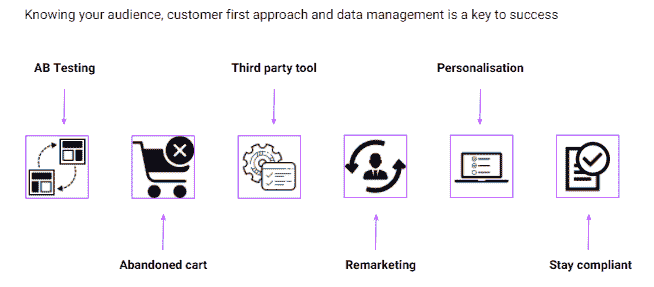 Knowing your audience, customer first approach and data management is a key to success
AB Testing
Third party tool
Personalisation
Abandoned cart
Remarketing
Stay compliant